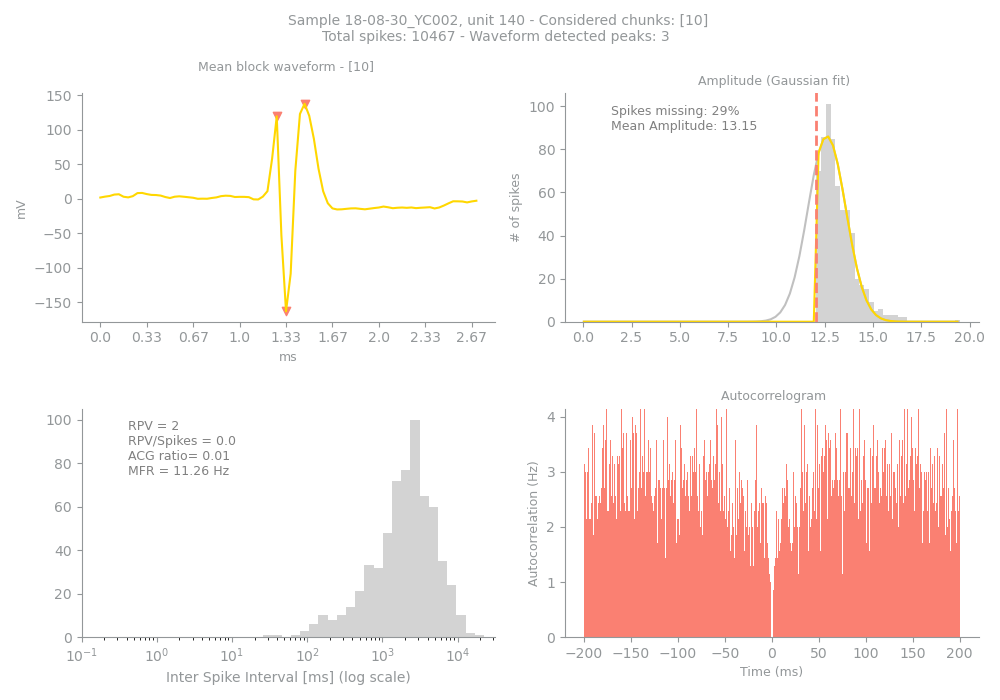 Sample 18-08-30_YC002, unit 140 - Considered chunks: [10]
Total spikes: 10467 - Waveform detected peaks: 3
Mean block waveform - [10]
150
100
50
0
−50
−100
−150
mV
0.0 0.33 0.67 1.0 1.33 1.67 2.0 2.33 2.67
ms
Amplitude (Gaussian fit)
Spikes missing: 29%
Mean Amplitude: 13.15
100
80
60
40
20
0
# of spikes
0.0 2.5 5.0 7.5 10.0 12.5 15.0 17.5 20.0
RPV = 2
RPV/Spikes = 0.0
ACG ratio= 0.01
MFR = 11.26 Hz
100
80
60
40
20
0
10⁻¹ 10⁰ 10¹ 10² 10³ 10⁴
Inter Spike Interval [ms] (log scale)
Autocorrelogram
4
3
2
1
0
Autocorrelation (Hz)
−200 −150 −100 −50 0 50 100 150 200
Time (ms)